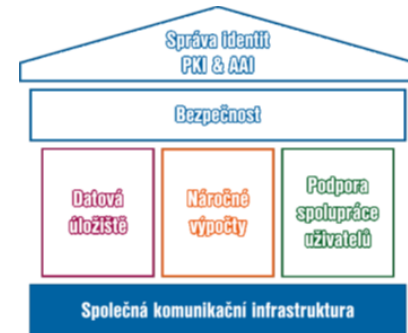 Správa identit
PKI & AAI
Bezpečnost
Datová
úložiště
Náročné
výpočty
Podpora
spolupráce
uživatelů
Společná komunikační infrastruktura